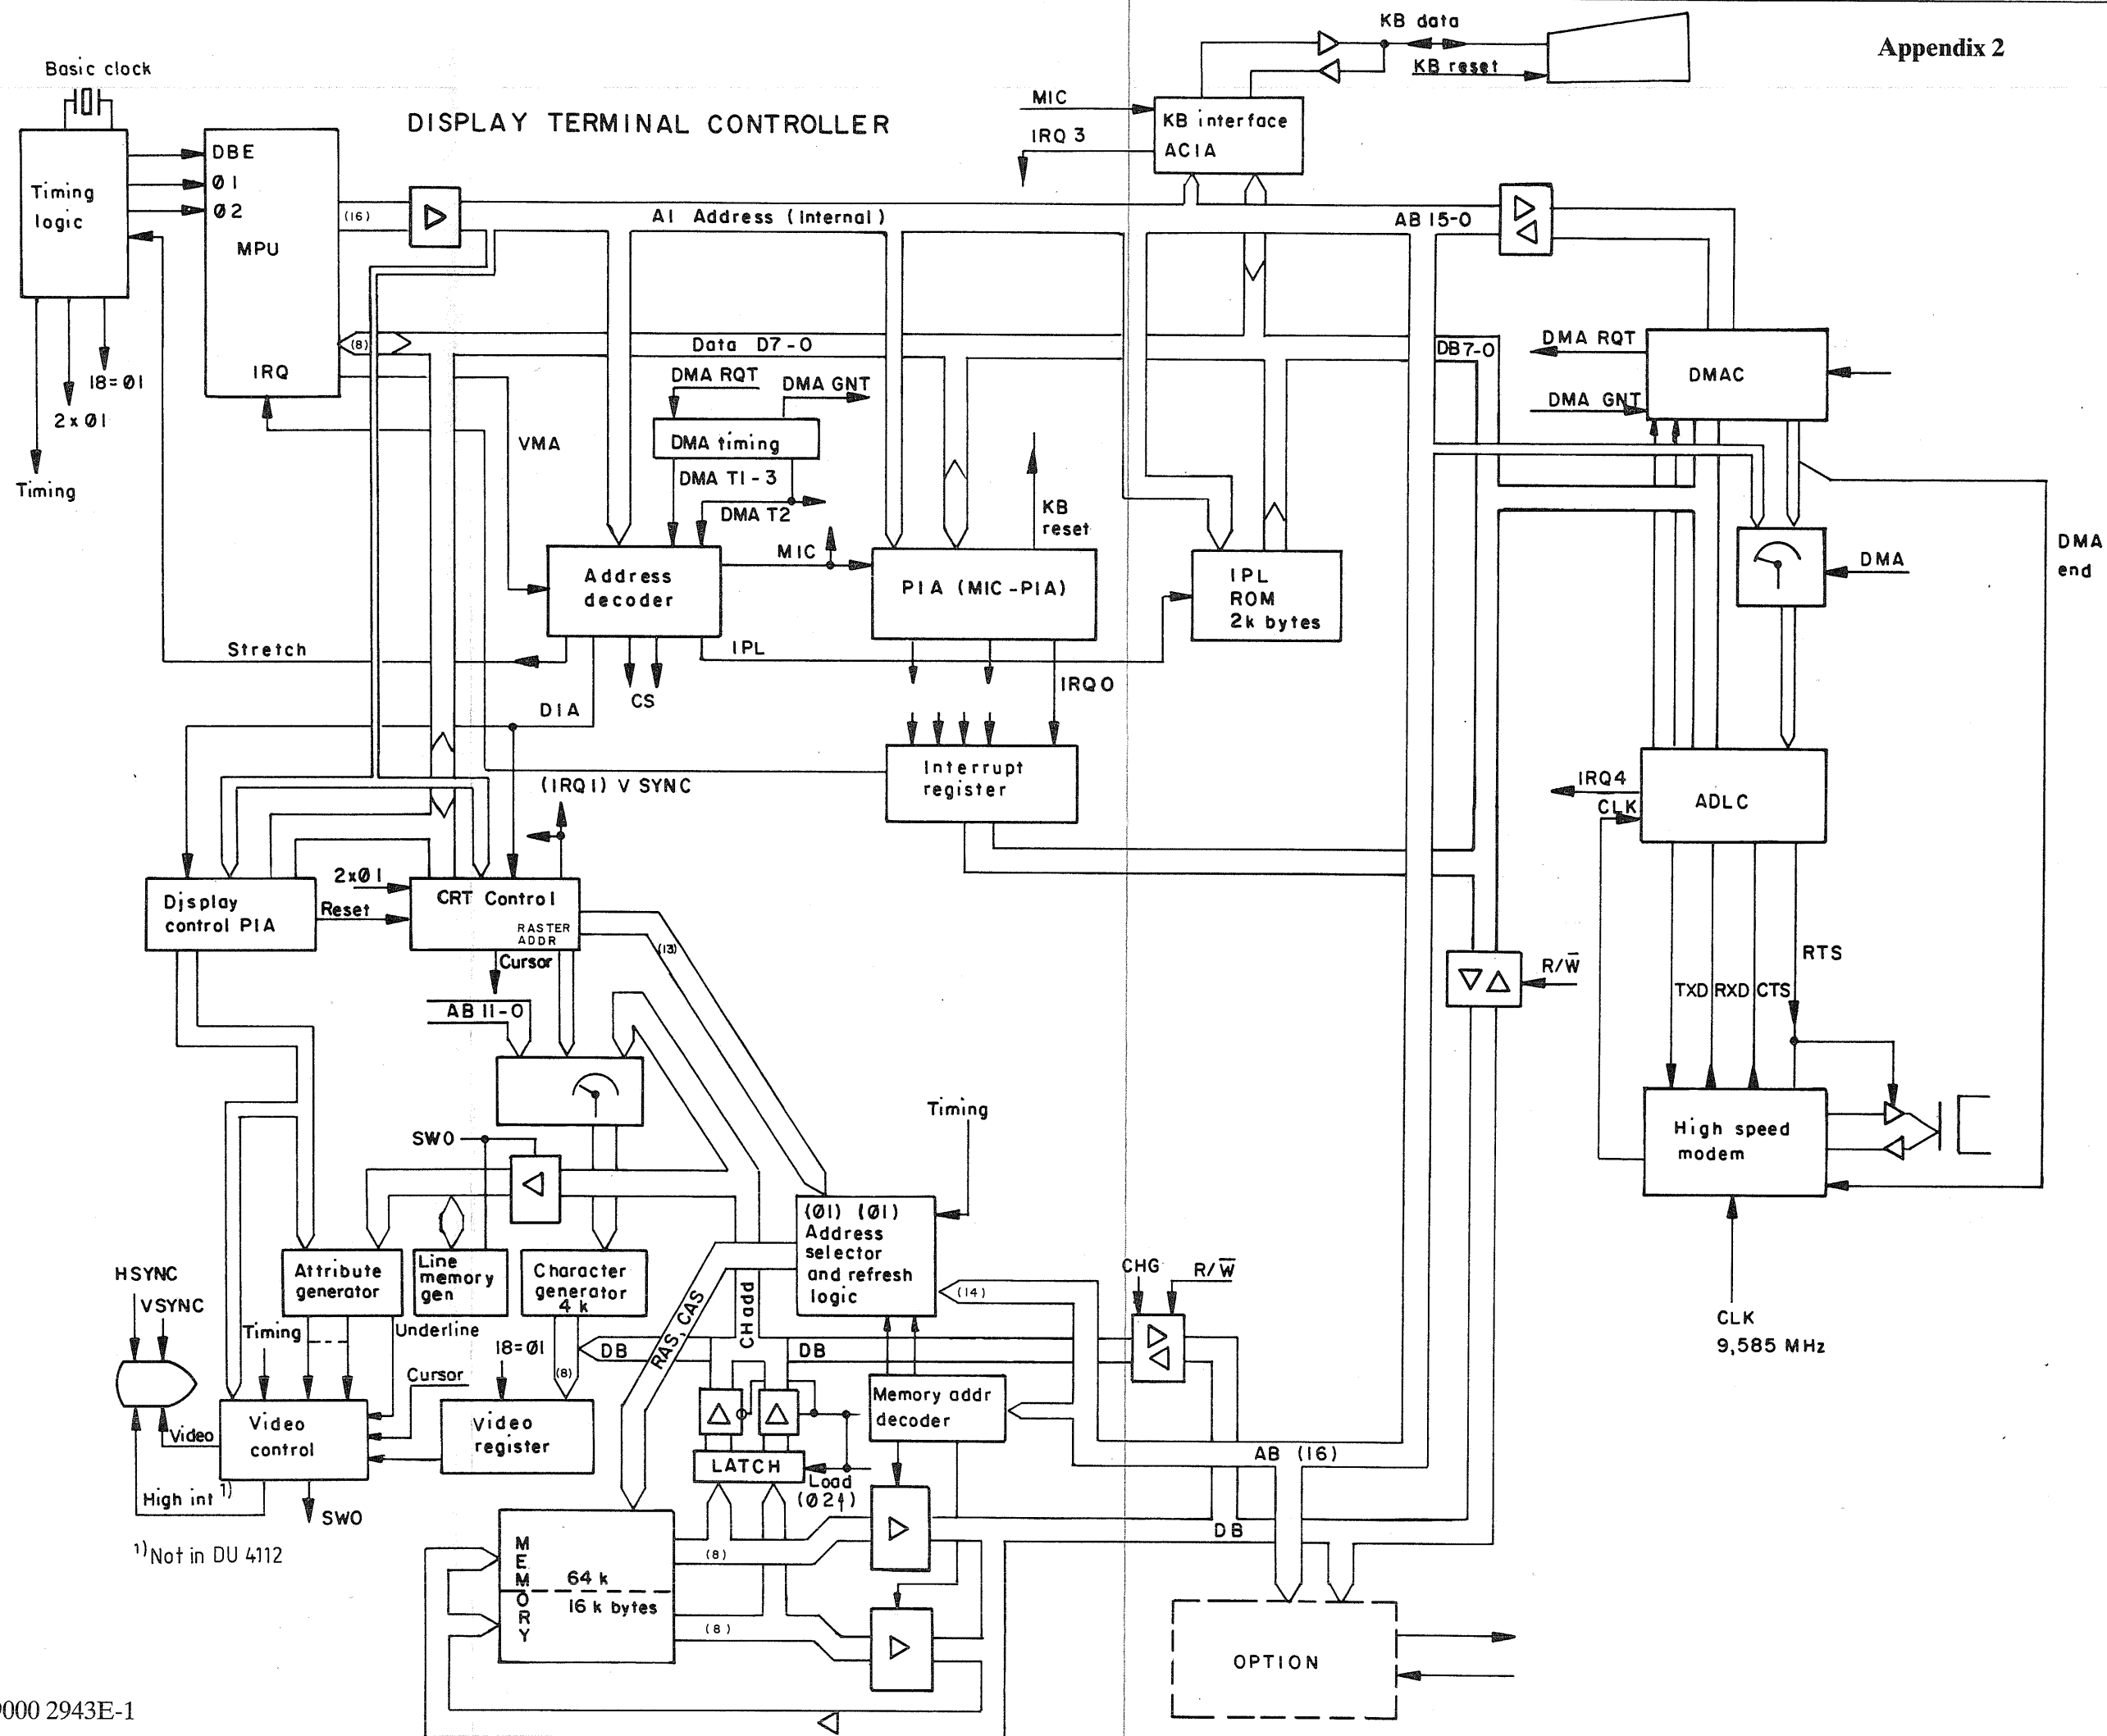 Appendix 2
KB data
KB reset
Basic clock
DISPLAY TERMINAL CONTROLLER
MIC
IRQ 3
KB interface
ACIA
Timing
logic
DBE
Ø1
Ø2
MPU
IRQ
(16)
A1 Address (Internal)
AB 15-0
(8)
Data D7-0
DB7-0
18=Ø1
2xØ1
Timing
VMA
DMA RQT
DMA GNT
DMA timing
DMA T1-3
DMA T2
KB
reset
DMA RQT
DMA GNT
DMAC
DMA
DMA
end
Address
decoder
MIC
PIA (MIC-PIA)
IPL
ROM
2k bytes
Stretch
IPL
CS
DIA
IRQ0
(IRQ1) V SYNC
Interrupt
register
IRQ4
CLK
ADLC
Display
control PIA
2xØ1
Reset
CRT Control
RASTER
ADDR
(13)
Cursor
AB 11-0
R/W̅
TXD
RXD
CTS
RTS
Timing
SWO
High speed
modem
CLK
9,585 MHz
(Ø1) (Ø1)
Address
selector
and refresh
logic
(14)
CHG
R/W̅
HSYNC
VSYNC
Attribute
generator
Line
memory
gen
Character
generator
4k
Timing
Underline
18=Ø1
RAS, CAS
CH add
DB
DB
(8)
Cursor
Video
Video
control
Video
register
Memory addr
decoder
LATCH
Load
(Ø2↑)
AB (16)
High int 1)
SWO
1) Not in DU 4112
MEMORY
64 k
16 k bytes
(8)
(8)
DB
OPTION
000 2943E-1